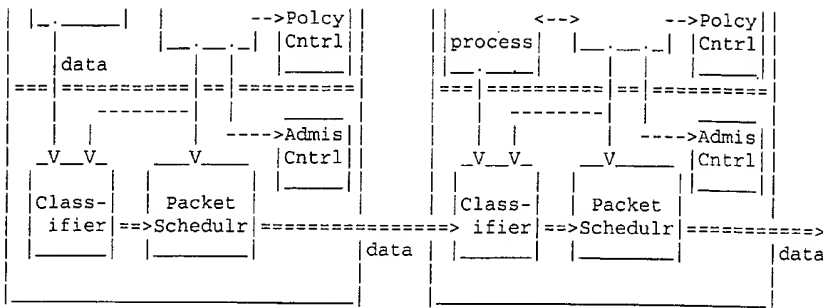 -->Polcy <--> -->Polcy
Cntrl process Cntrl
data
-->Admis -->Admis
Cntrl Cntrl
Class- Packet Class- Packet
ifier ==>Schedulr ===============> ifier ==>Schedulr ===========>
data data